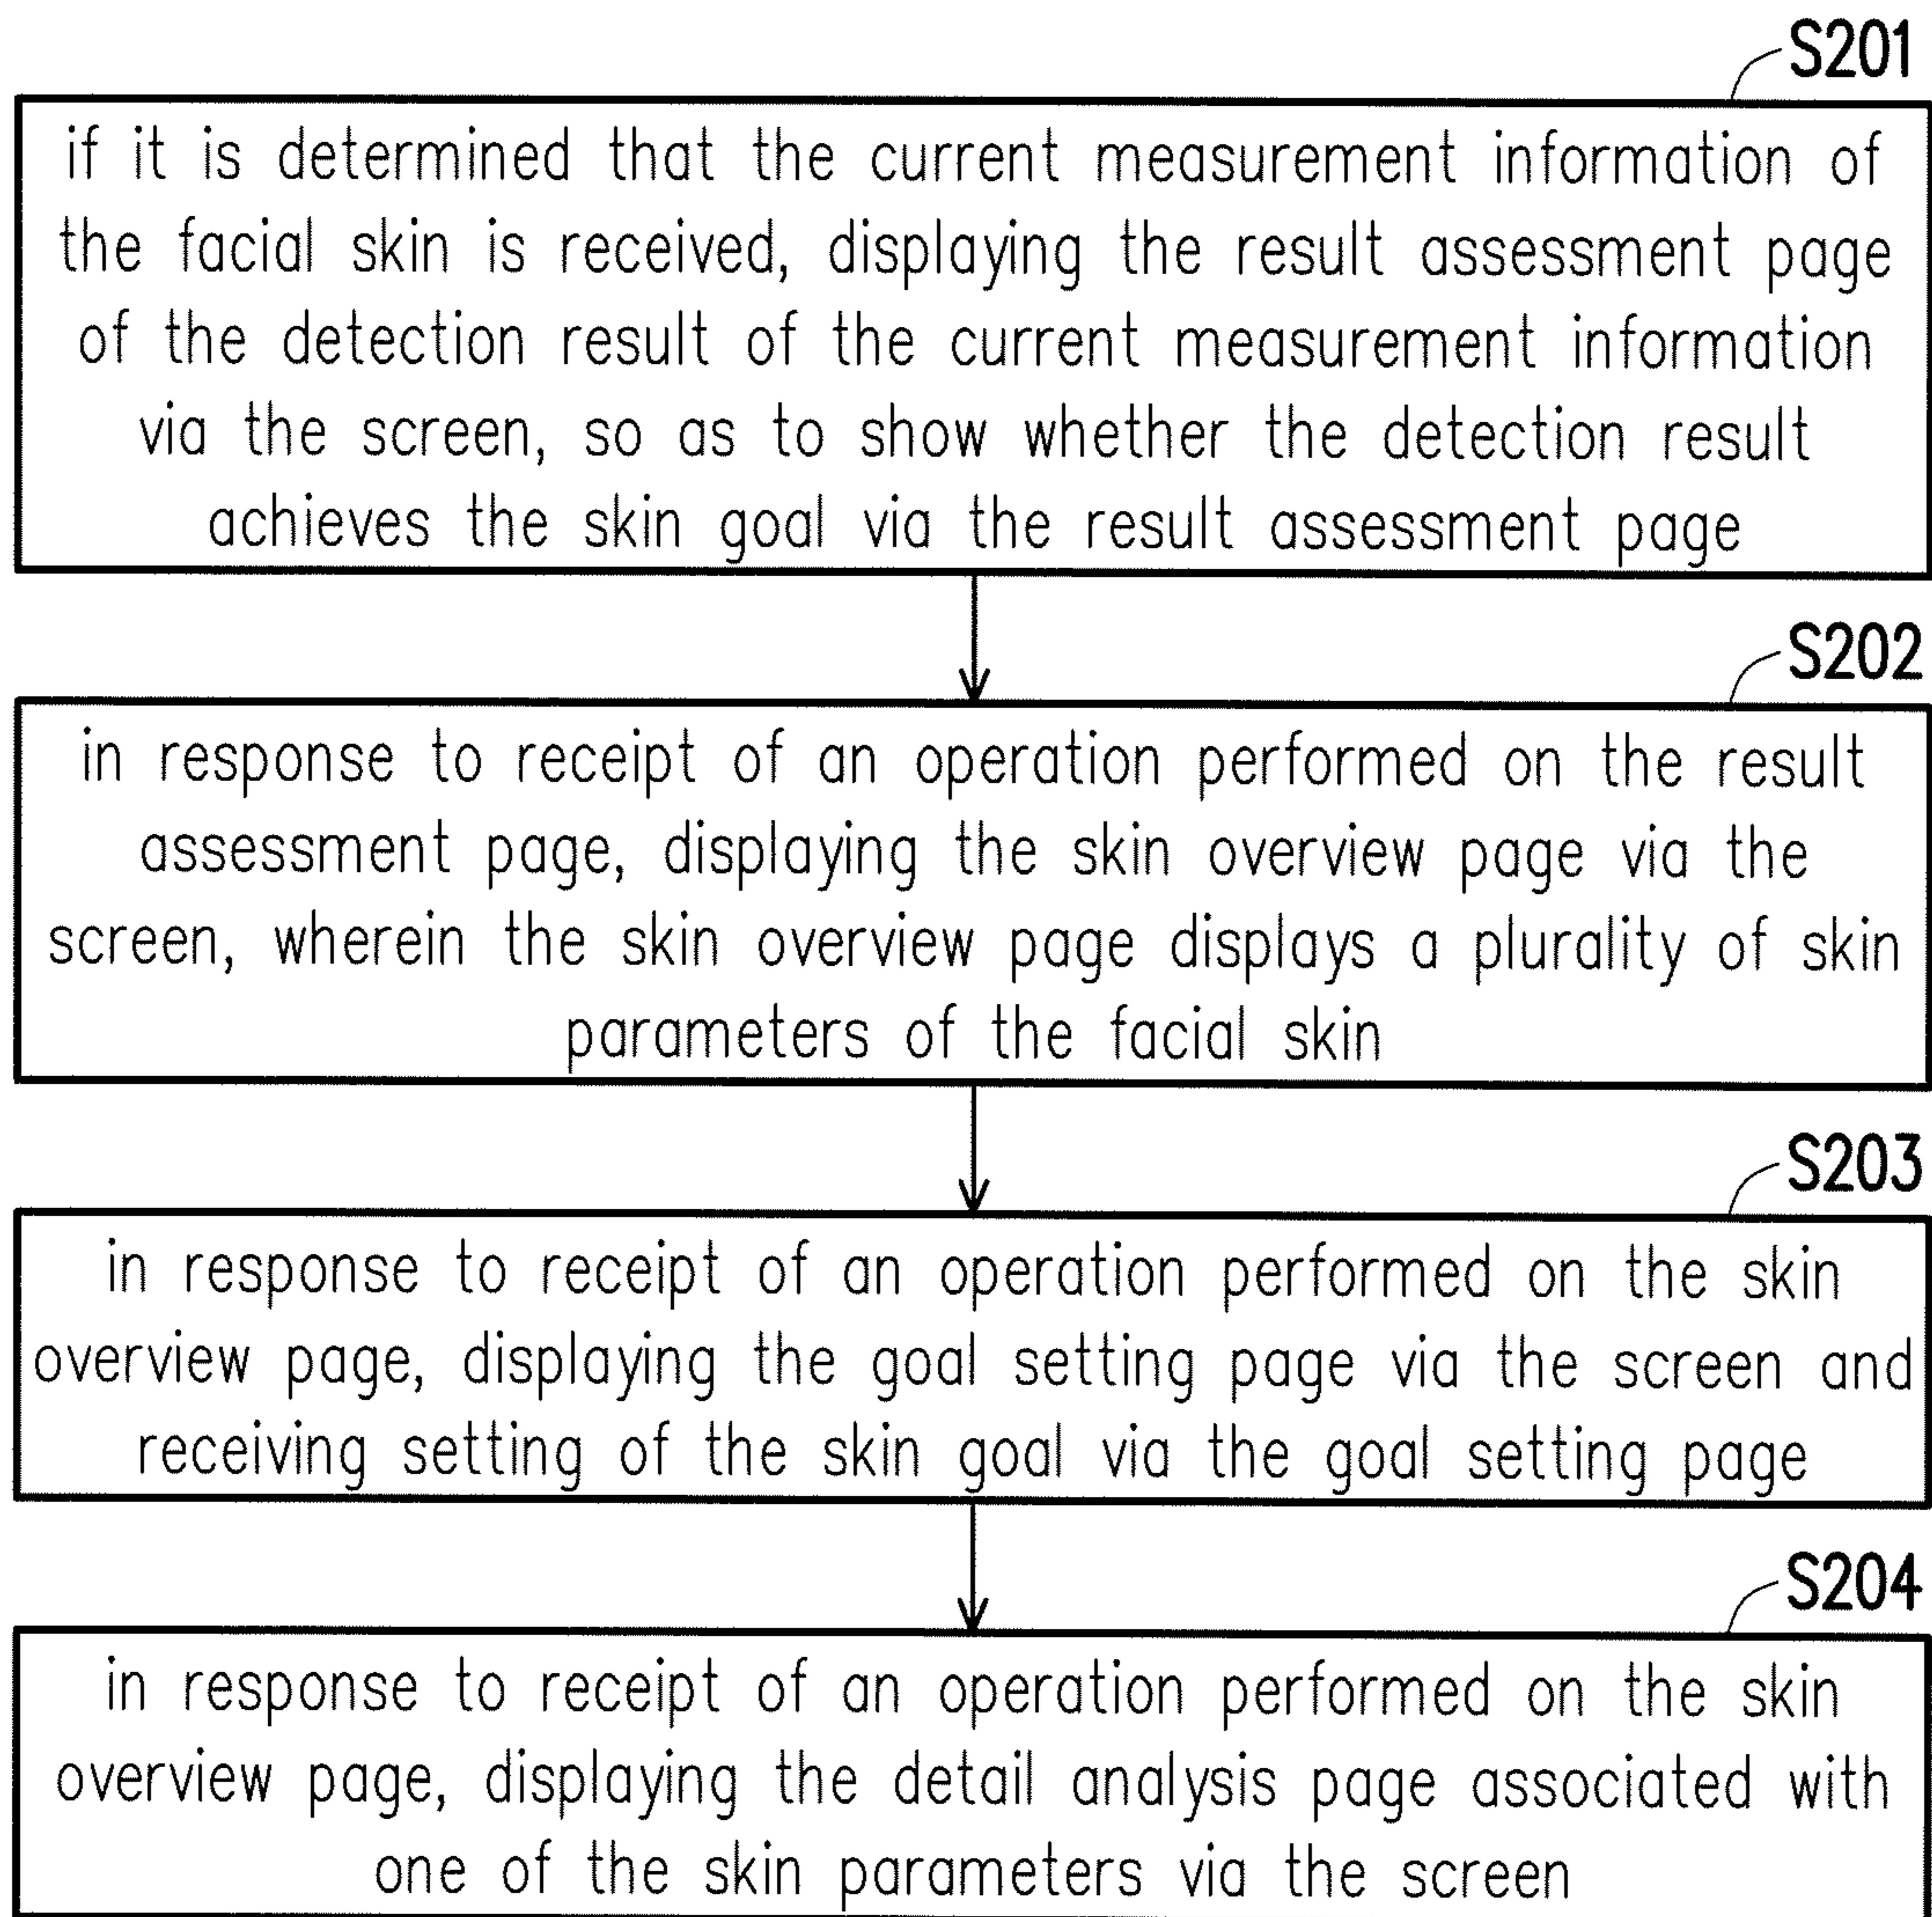 S201
if it is determined that the current measurement information of
the facial skin is received, displaying the result assessment page
of the detection result of the current measurement information
via the screen, so as to show whether the detection result
achieves the skin goal via the result assessment page
S202
in response to receipt of an operation performed on the result
assessment page, displaying the skin overview page via the
screen, wherein the skin overview page displays a plurality of skin
parameters of the facial skin
S203
in response to receipt of an operation performed on the skin
overview page, displaying the goal setting page via the screen and
receiving setting of the skin goal via the goal setting page
S204
in response to receipt of an operation performed on the skin
overview page, displaying the detail analysis page associated with
one of the skin parameters via the screen